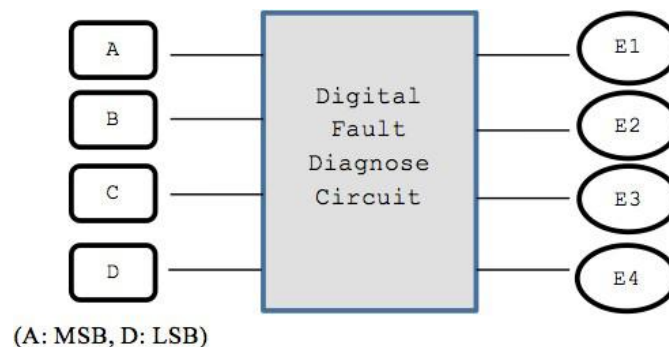 A
B
C
D
Digital
Fault
Diagnose
Circuit
E1
E2
E3
E4
(A: MSB, D: LSB)